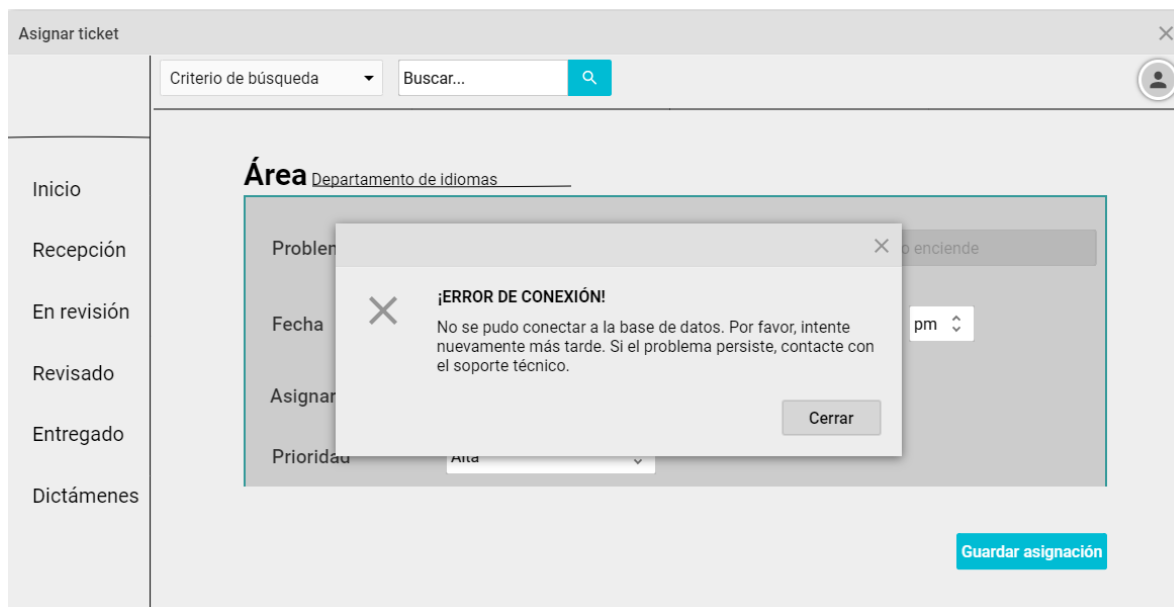 Asignar ticket
Criterio de búsqueda
Buscar...
Inicio
Recepción
En revisión
Revisado
Entregado
Dictámenes
Área Departamento de idiomas
enciende
Fecha
pm
Prioridad
Alta
¡ERROR DE CONEXIÓN!
No se pudo conectar a la base de datos. Por favor, intente
nuevamente más tarde. Si el problema persiste, contacte con
el soporte técnico.
Cerrar
Guardar asignación